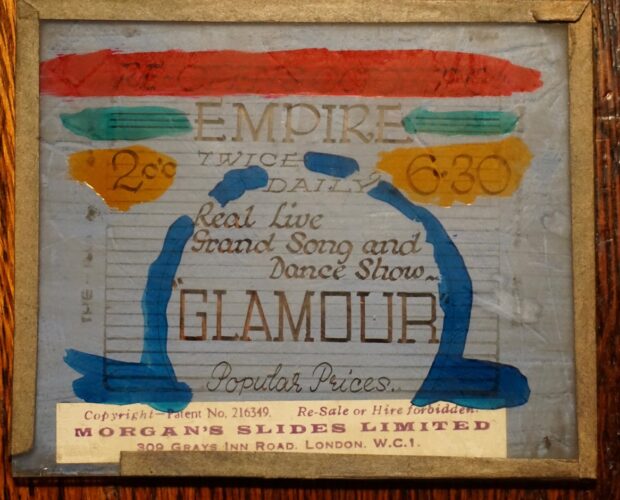 EMPIRE
TWICE
DAILY
2 o'c
6·30
Real Live
Grand Song and
Dance Show~
"GLAMOUR"
Popular Prices..
Copyright—Patent No. 216349. Re-Sale or Hire forbidden.
MORGAN'S SLIDES LIMITED
309 GRAYS INN ROAD, LONDON, W.C.1.
THE